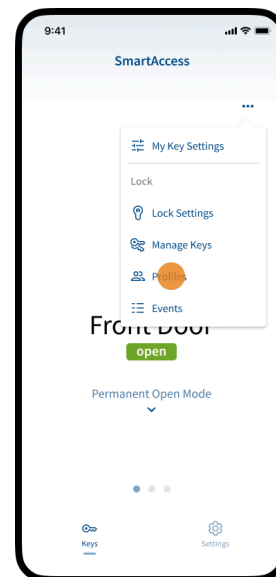 9:41
SmartAccess
My Key Settings
Lock
Lock Settings
Manage Keys
Profiles
Events
Front Door
open
Permanent Open Mode
Keys
Settings